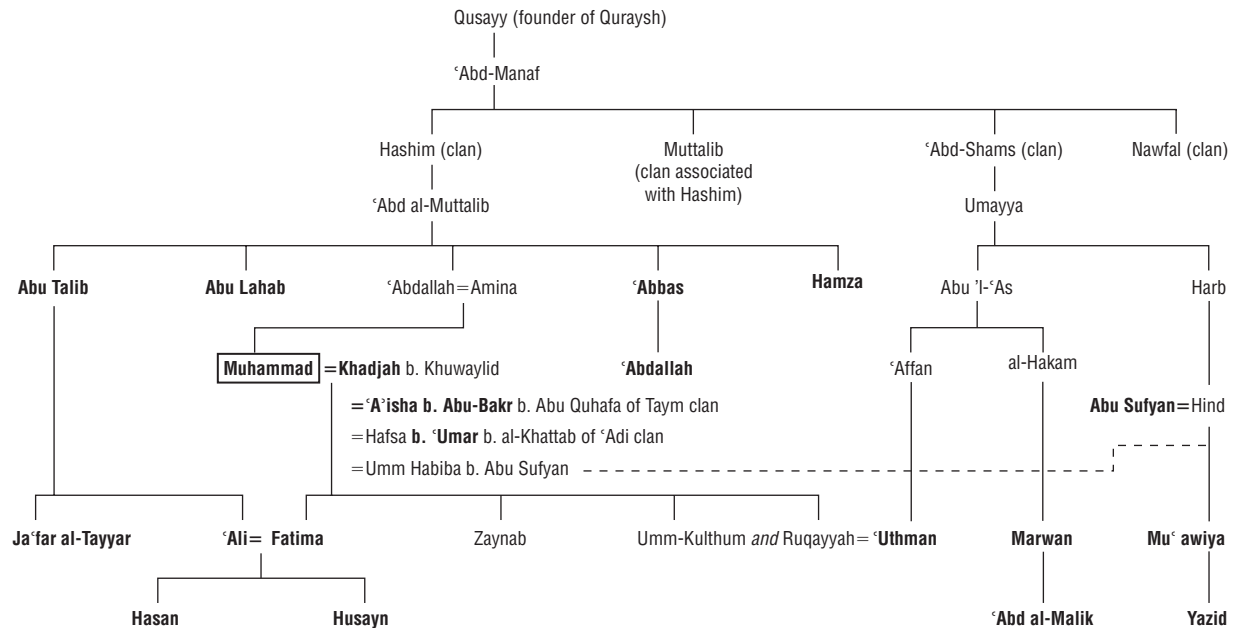 Qusayy (founder of Quraysh)
ʿAbd-Manaf
Hashim (clan)
Muttalib
(clan associated
with Hashim)
ʿAbd-Shams (clan)
Nawfal (clan)
ʿAbd al-Muttalib
Umayya
Abu Talib
Abu Lahab
ʿAbdallah=Amina
ʿAbbas
Hamza
Abu ’l-ʿAs
Harb
Muhammad =Khadjah b. Khuwaylid
ʿAbdallah
ʿAffan
al-Hakam
=ʿAʾisha b. Abu-Bakr b. Abu Quhafa of Taym clan
Abu Sufyan=Hind
=Hafsa b. ʿUmar b. al-Khattab of ʿAdi clan
=Umm Habiba b. Abu Sufyan
Jaʿfar al-Tayyar
ʿAli= Fatima
Zaynab
Umm-Kulthum and Ruqayyah=ʿUthman
Marwan
Muʿ awiya
Hasan
Husayn
ʿAbd al-Malik
Yazid